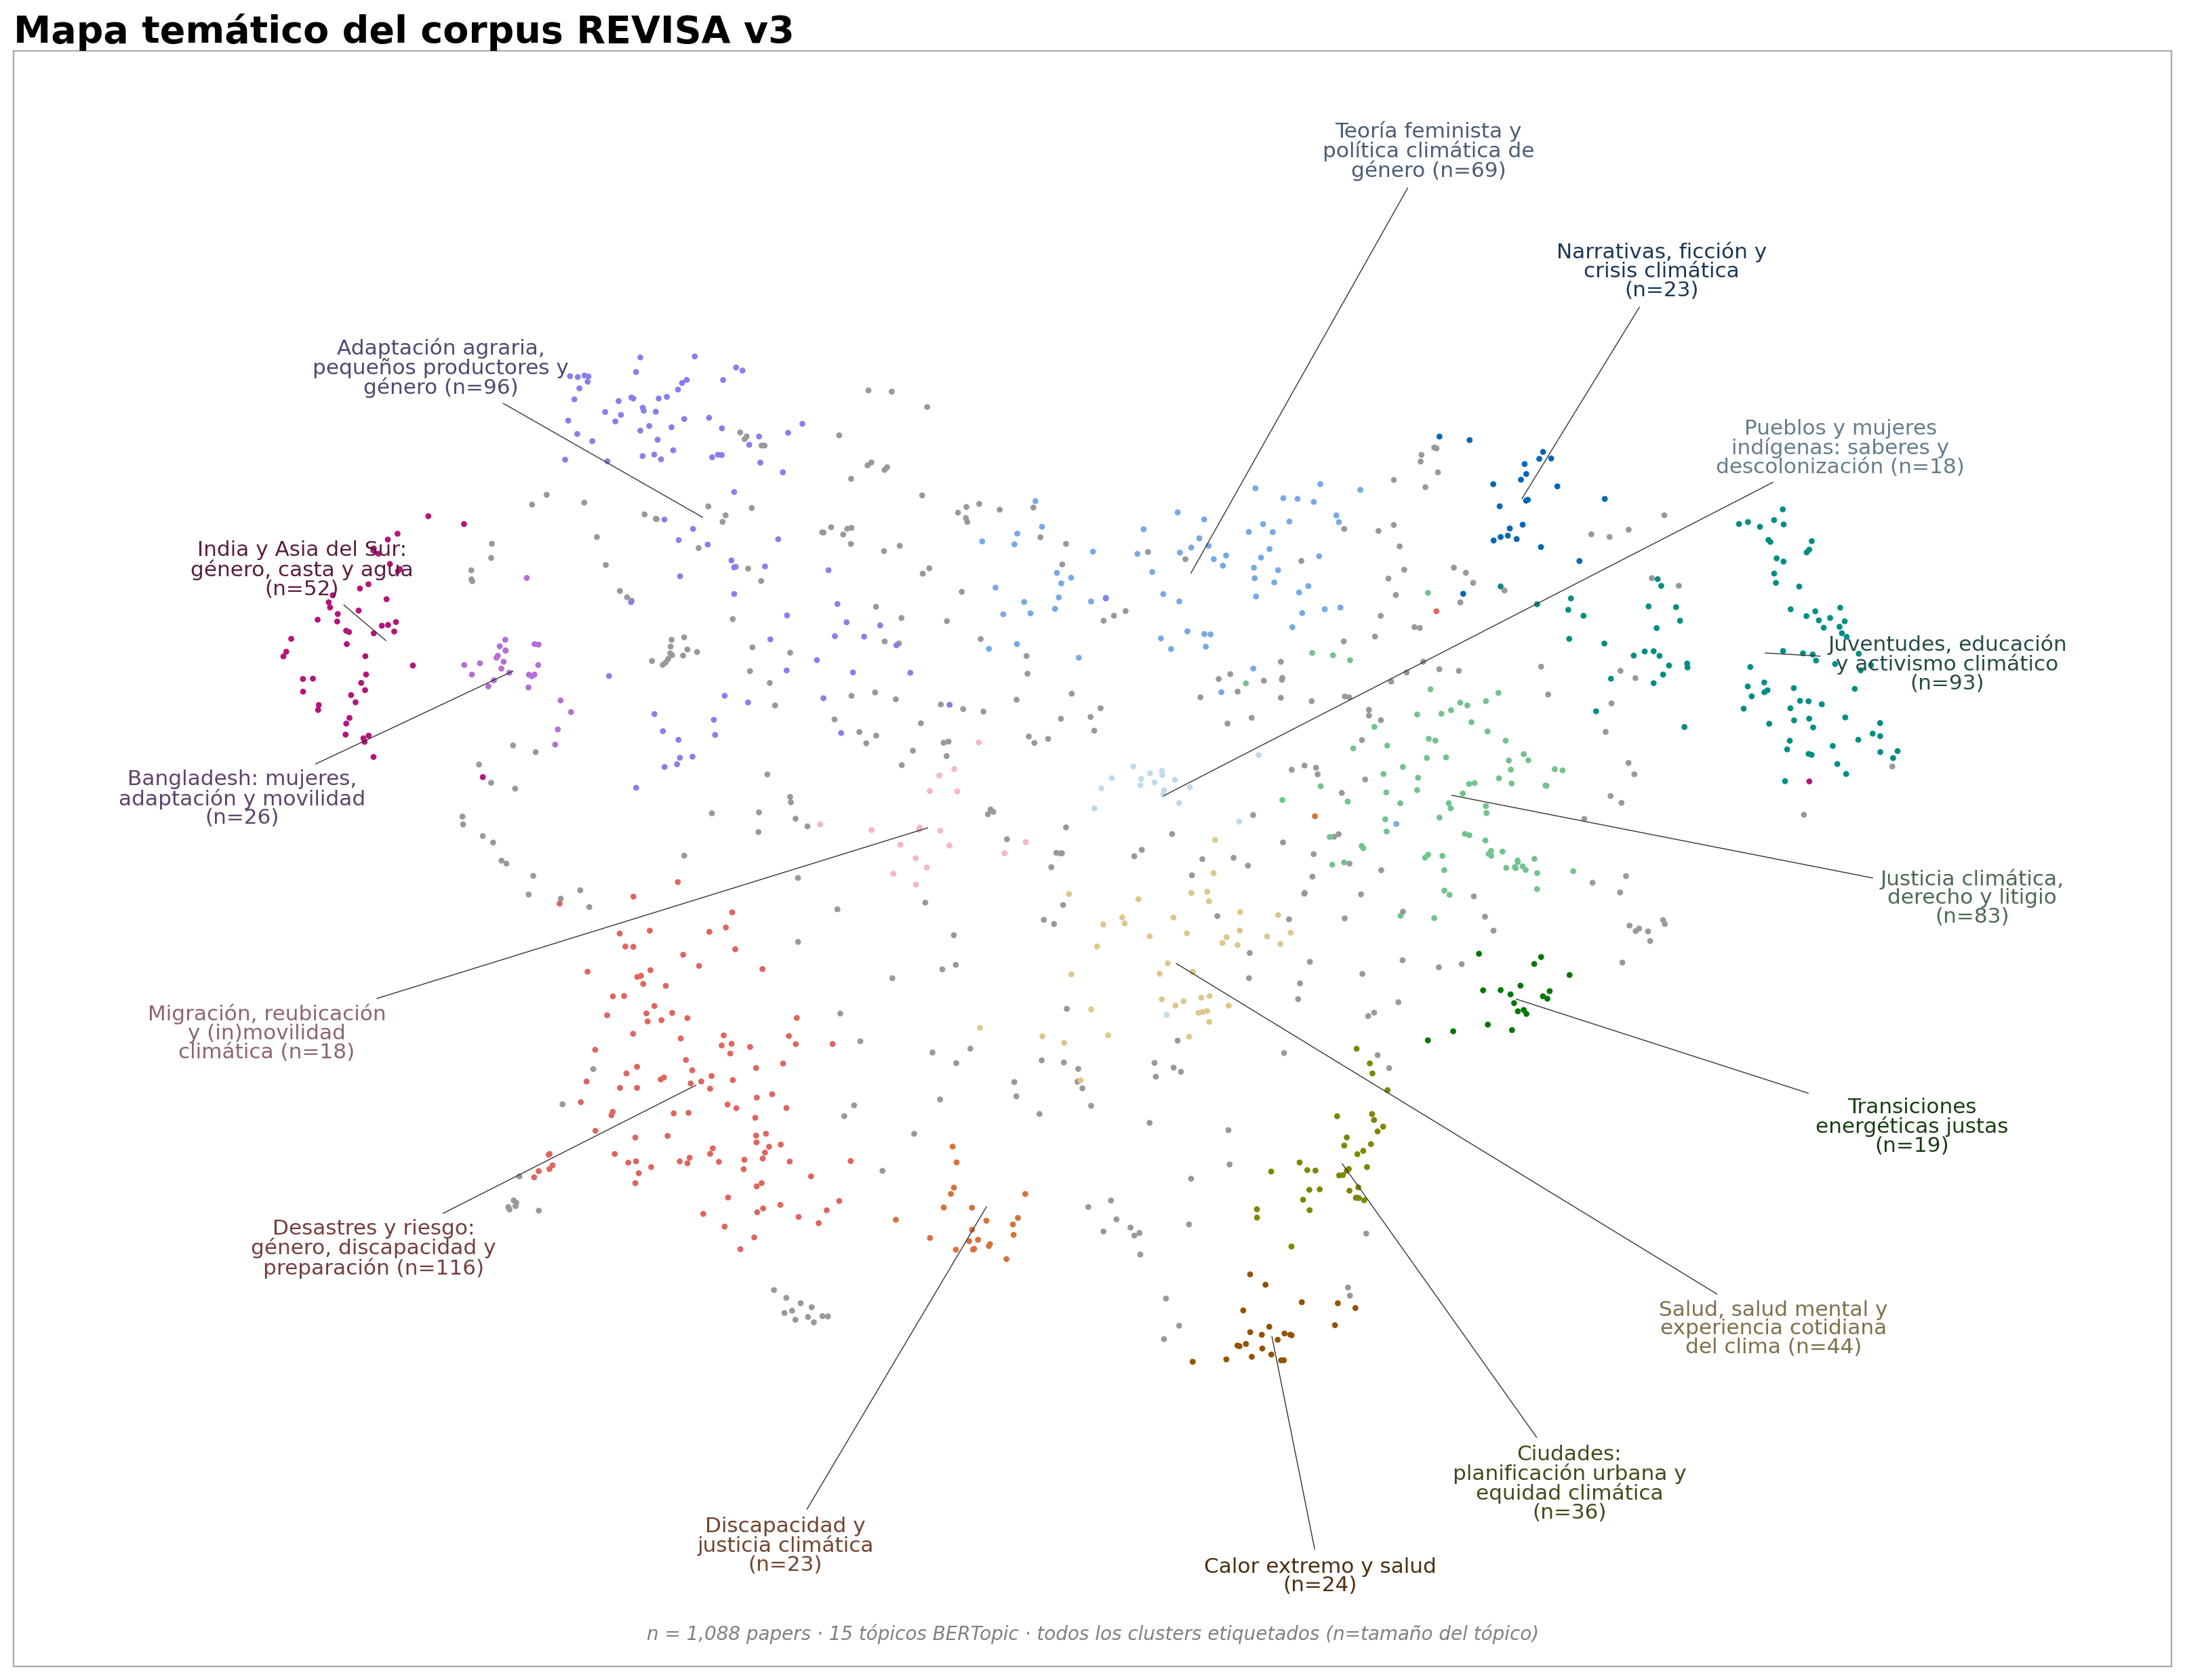 Mapa temático del corpus REVISA v3
Teoría feminista y
política climática de
género (n=69)
Narrativas, ficción y
crisis climática
(n=23)
Adaptación agraria,
pequeños productores y
género (n=96)
Pueblos y mujeres
indígenas: saberes y
descolonización (n=18)
India y Asia del Sur:
género, casta y agua
(n=52)
Juventudes, educación
y activismo climático
(n=93)
Bangladesh: mujeres,
adaptación y movilidad
(n=26)
Justicia climática,
derecho y litigio
(n=83)
Migración, reubicación
y (in)movilidad
climática (n=18)
Transiciones
energéticas justas
(n=19)
Desastres y riesgo:
género, discapacidad y
preparación (n=116)
Salud, salud mental y
experiencia cotidiana
del clima (n=44)
Ciudades:
planificación urbana y
equidad climática
(n=36)
Discapacidad y
justicia climática
(n=23)
Calor extremo y salud
(n=24)
n = 1,088 papers · 15 tópicos BERTopic · todos los clusters etiquetados (n=tamaño del tópico)